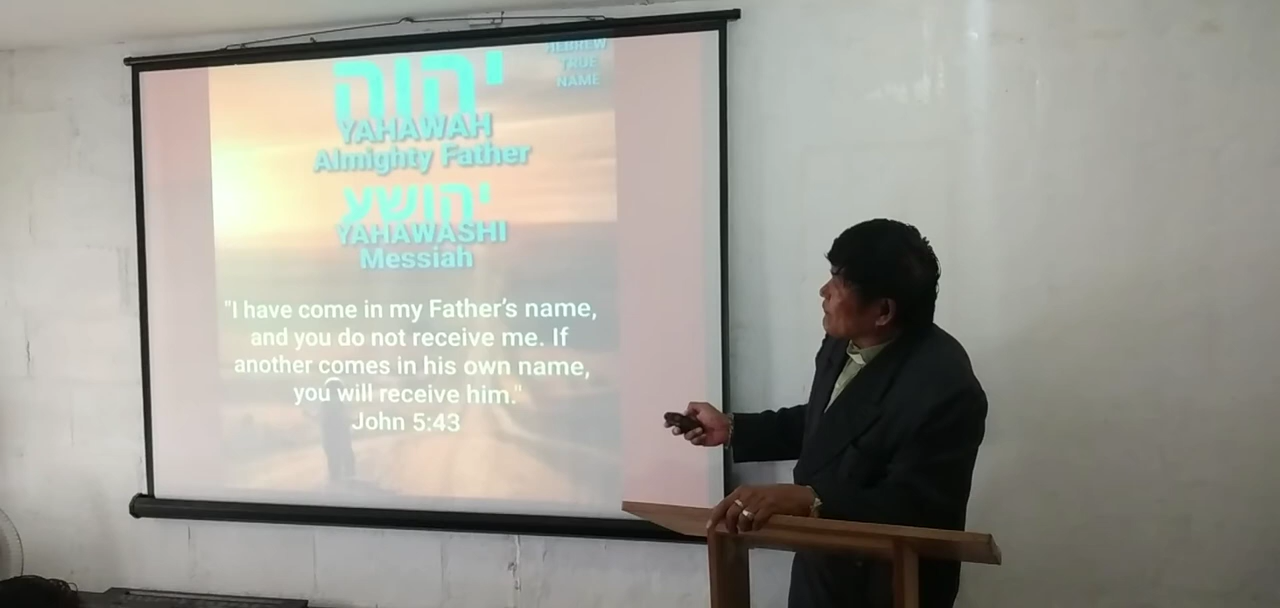 HEBREW
TRUE
NAME
יהוה
YAHAWAH
Almighty Father
יהושע
YAHAWASHI
Messiah
"I have come in my Father's name,
and you do not receive me. If
another comes in his own name,
you will receive him."
John 5:43